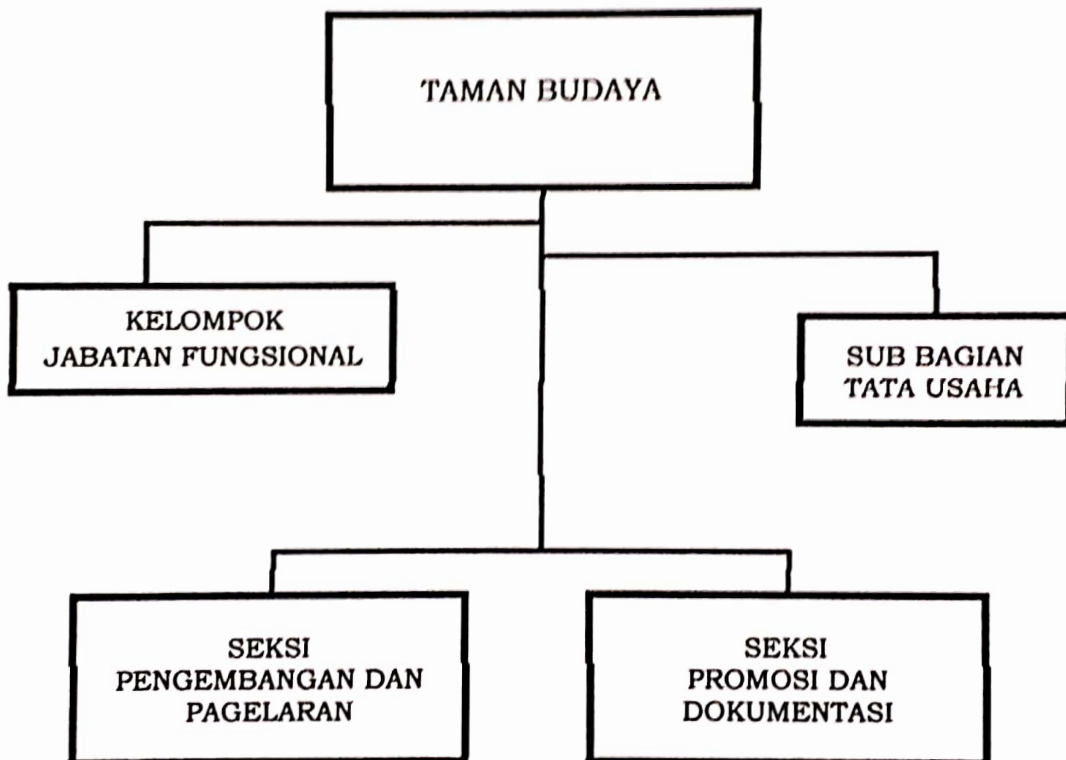 TAMAN BUDAYA
KELOMPOK
JABATAN FUNGSIONAL
SUB BAGIAN
TATA USAHA
SEKSI
PENGEMBANGAN DAN
PAGELARAN
SEKSI
PROMOSI DAN
DOKUMENTASI